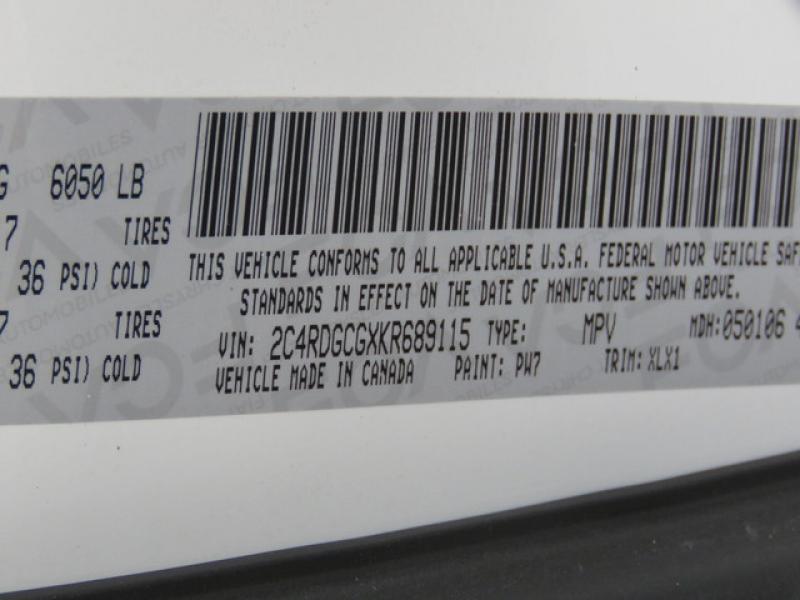 G 6050 LB
7 TIRES
36 PSI) COLD
7 TIRES
36 PSI) COLD
THIS VEHICLE CONFORMS TO ALL APPLICABLE U.S.A. FEDERAL MOTOR VEHICLE SAF
STANDARDS IN EFFECT ON THE DATE OF MANUFACTURE SHOWN ABOVE.
VIN: 2C4RDGCGXKR689115 TYPE: MPV MDH:050106 4
VEHICLE MADE IN CANADA PAINT: PW7 TRIM: XLX1